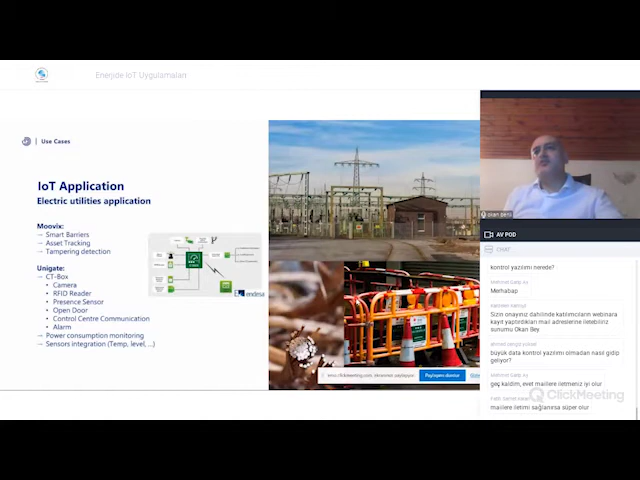 Enerjide IoT Uygulamaları
Use Cases
IoT Application
Electric utilities application
Moovix:
→ Smart Barriers
→ Asset Tracking
→ Tampering detection
Unigate:
→ CT-Box
• Camera
• RFID Reader
• Presence Sensor
• Open Door
• Control Centre Communication
• Alarm
→ Power consumption monitoring
→ Sensors integration (Temp, level, ...)
endesa
Paylaşımı durdur
okan
AV POD
CHAT
kontrol yazılımı nerede?
Merhabap
Sizin onayınız dahilinde katılımcıların webinara
kayıt yaptırdıkları mail adreslerine iletebiliriz
sunumu Okan Bey.
büyük data kontrol yazılımı olmadan nasıl gidip
geliyor?
geç kaldım, evet maillere iletmeniz iyi olur
ClickMeeting
maillere iletimi sağlanırsa süper olur